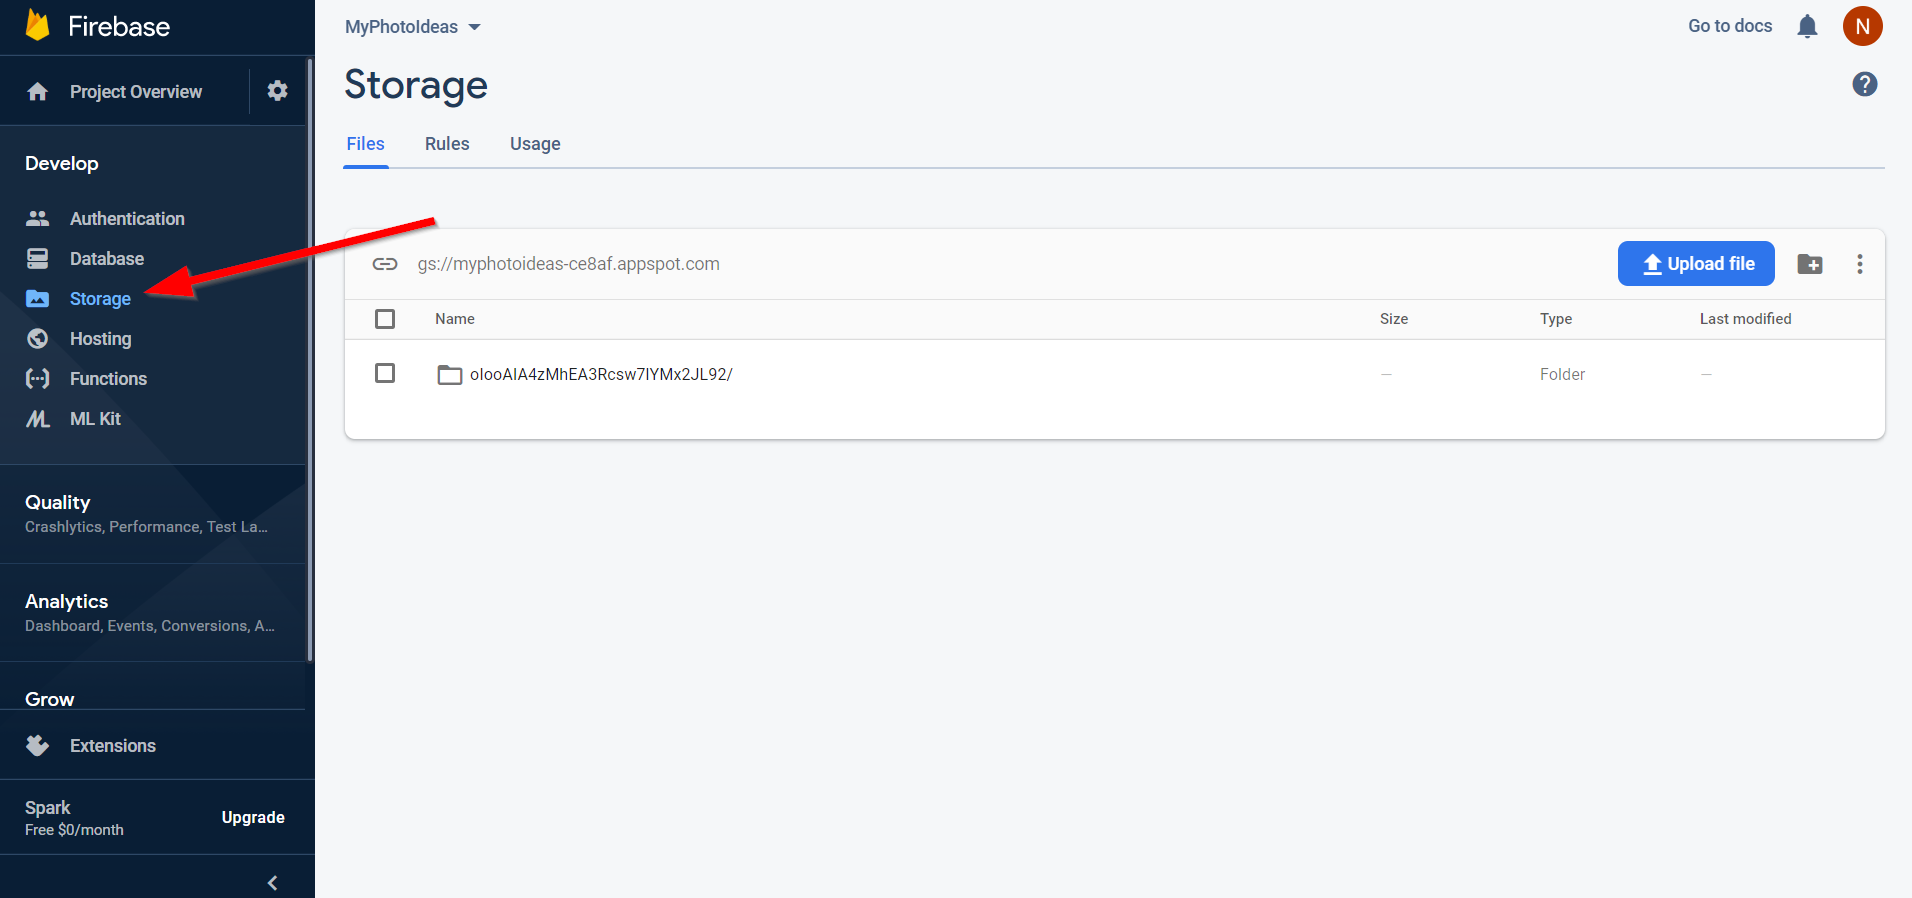 Firebase
Project Overview
Develop
Authentication
Database
Storage
Hosting
Functions
ML Kit
Quality
Crashlytics, Performance, Test La...
Analytics
Dashboard, Events, Conversions, A...
Grow
Extensions
Spark
Free $0/month
Upgrade
MyPhotoIdeas
Go to docs
N
Storage
?
Files Rules Usage
gs://myphotoideas-ce8af.appspot.com
Upload file
Name Size Type Last modified
olooAIA4zMhEA3Rcsw7lYMx2JL92/ — Folder —